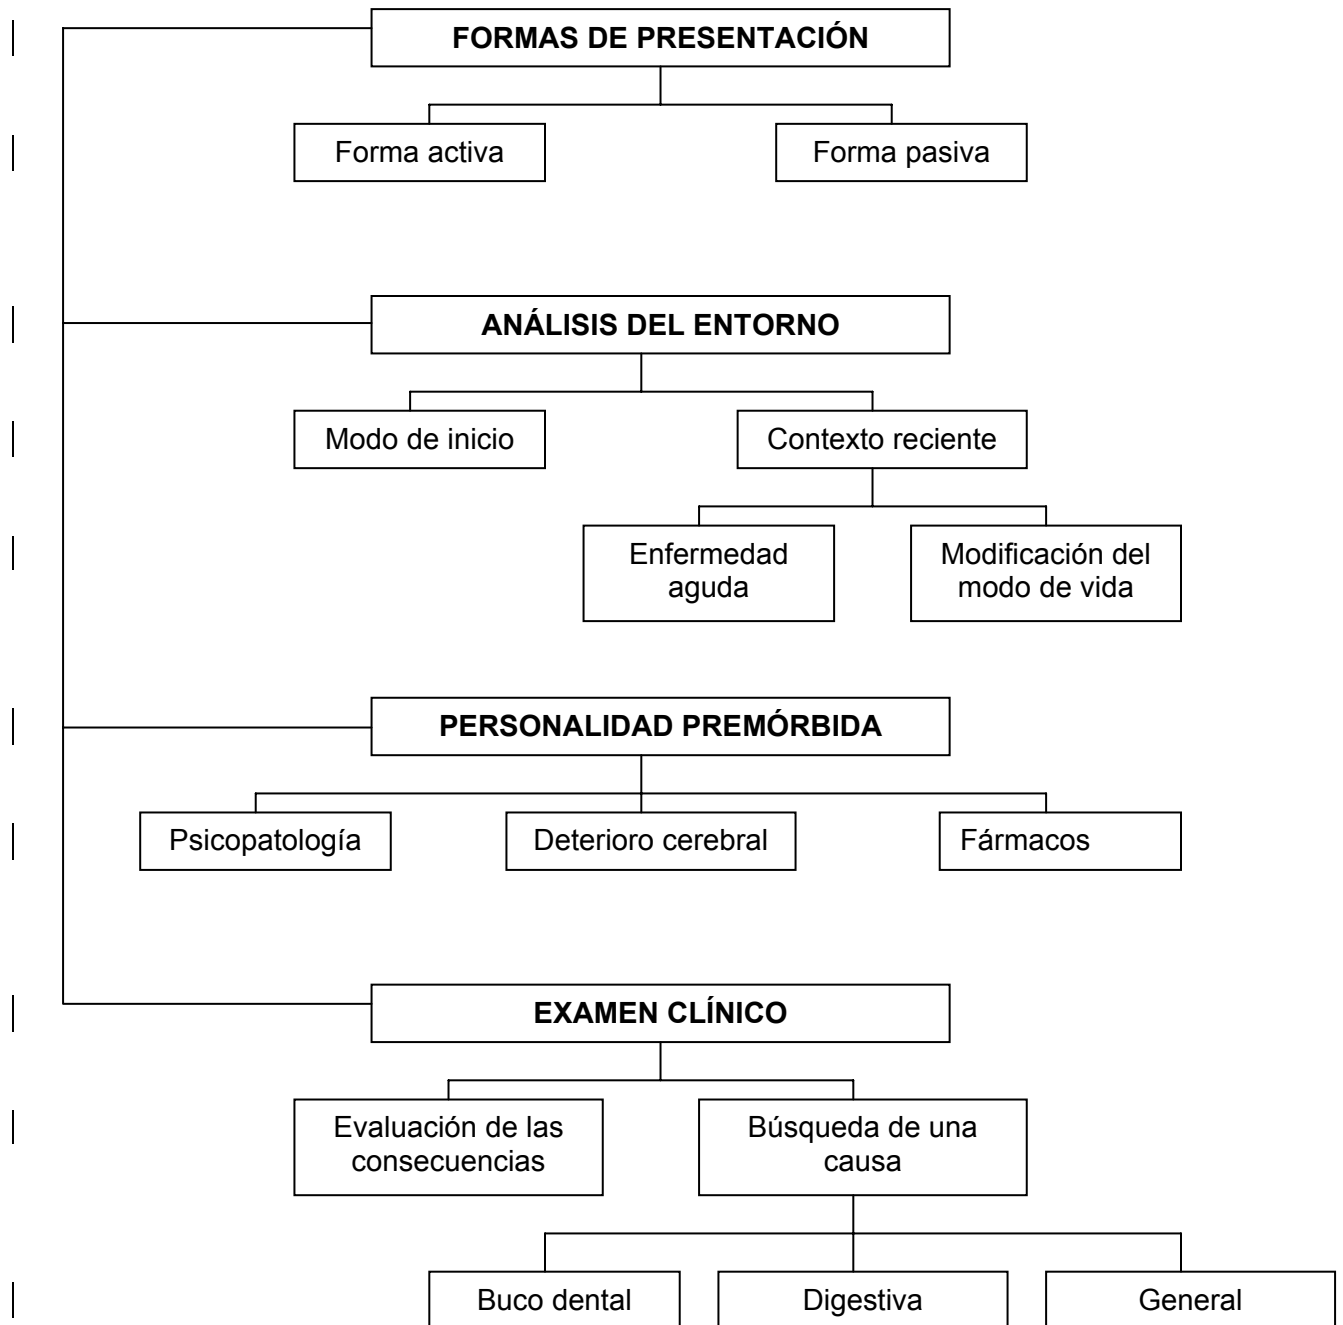 FORMAS DE PRESENTACIÓN
Forma activa
Forma pasiva
ANÁLISIS DEL ENTORNO
Modo de inicio
Contexto reciente
Enfermedad
aguda
Modificación del
modo de vida
PERSONALIDAD PREMÓRBIDA
Psicopatología
Deterioro cerebral
Fármacos
EXAMEN CLÍNICO
Evaluación de las
consecuencias
Búsqueda de una
causa
Buco dental
Digestiva
General